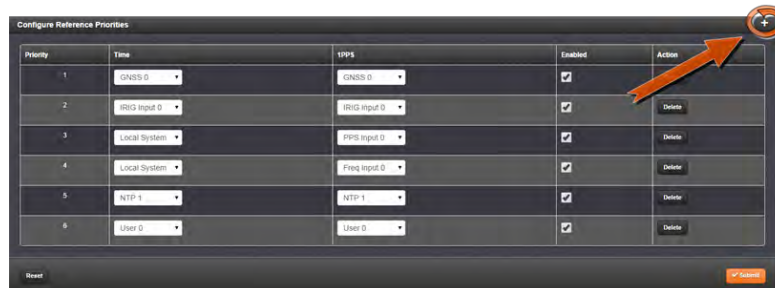 Configure Reference Priorities
+
Priority Time 1PPS Enabled Action
1 GNSS 0 GNSS 0
2 IRIG Input 0 IRIG Input 0 Delete
3 Local System PPS Input 0 Delete
4 Local System Freq Input 0 Delete
5 NTP 1 NTP 1 Delete
6 User 0 User 0 Delete
Reset Submit